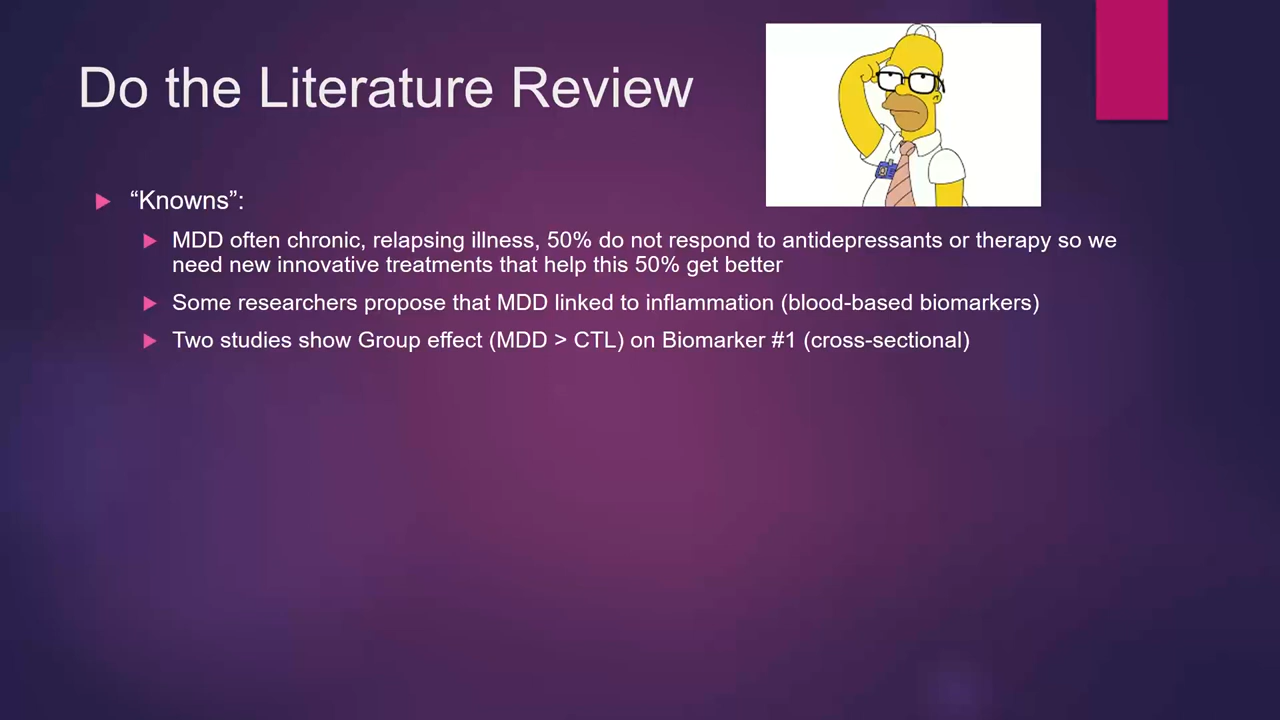 Do the Literature Review
“Knowns”:
MDD often chronic, relapsing illness, 50% do not respond to antidepressants or therapy so we
need new innovative treatments that help this 50% get better
Some researchers propose that MDD linked to inflammation (blood-based biomarkers)
Two studies show Group effect (MDD > CTL) on Biomarker #1 (cross-sectional)